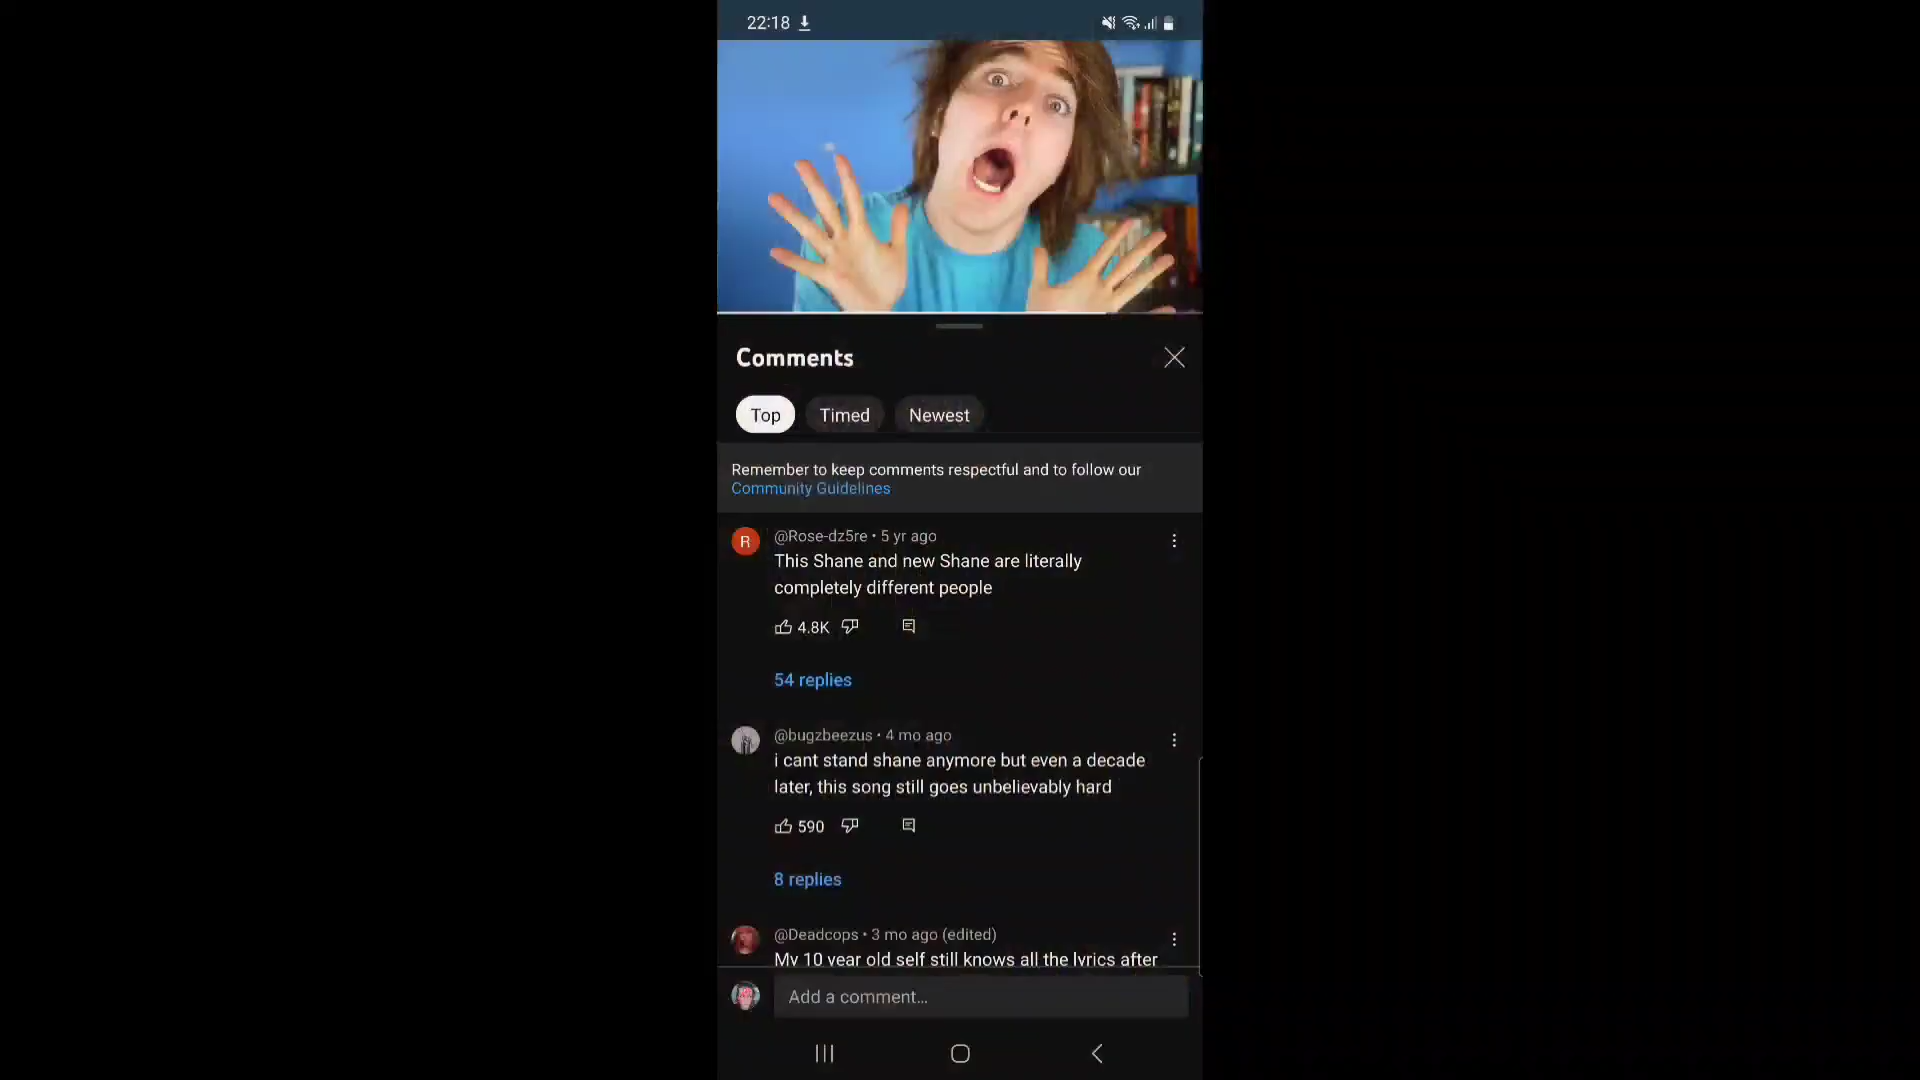 22:18
Comments
Top
Timed
Newest
Remember to keep comments respectful and to follow our
Community Guidelines
R
@Rose-dz5re • 5 yr ago
This Shane and new Shane are literally
completely different people
4.8K
54 replies
@bugzbeezus • 4 mo ago
i cant stand shane anymore but even a decade
later, this song still goes unbelievably hard
590
8 replies
@Deadcops • 3 mo ago (edited)
My 10 year old self still knows all the lyrics after
Add a comment...